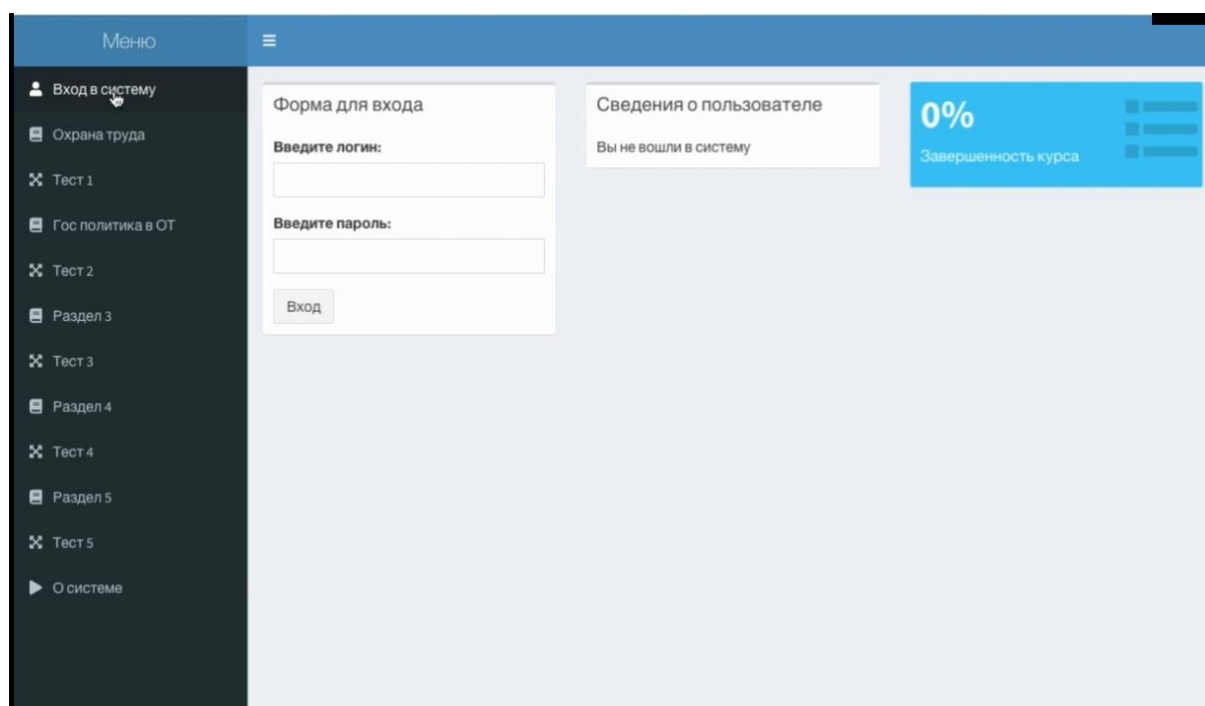 Меню
Вход в систему
Охрана труда
Тест 1
Гос политика в ОТ
Тест 2
Раздел 3
Тест 3
Раздел 4
Тест 4
Раздел 5
Тест 5
О системе
Форма для входа
Введите логин:
Введите пароль:
Вход
Сведения о пользователе
Вы не вошли в систему
0%
Завершенность курса